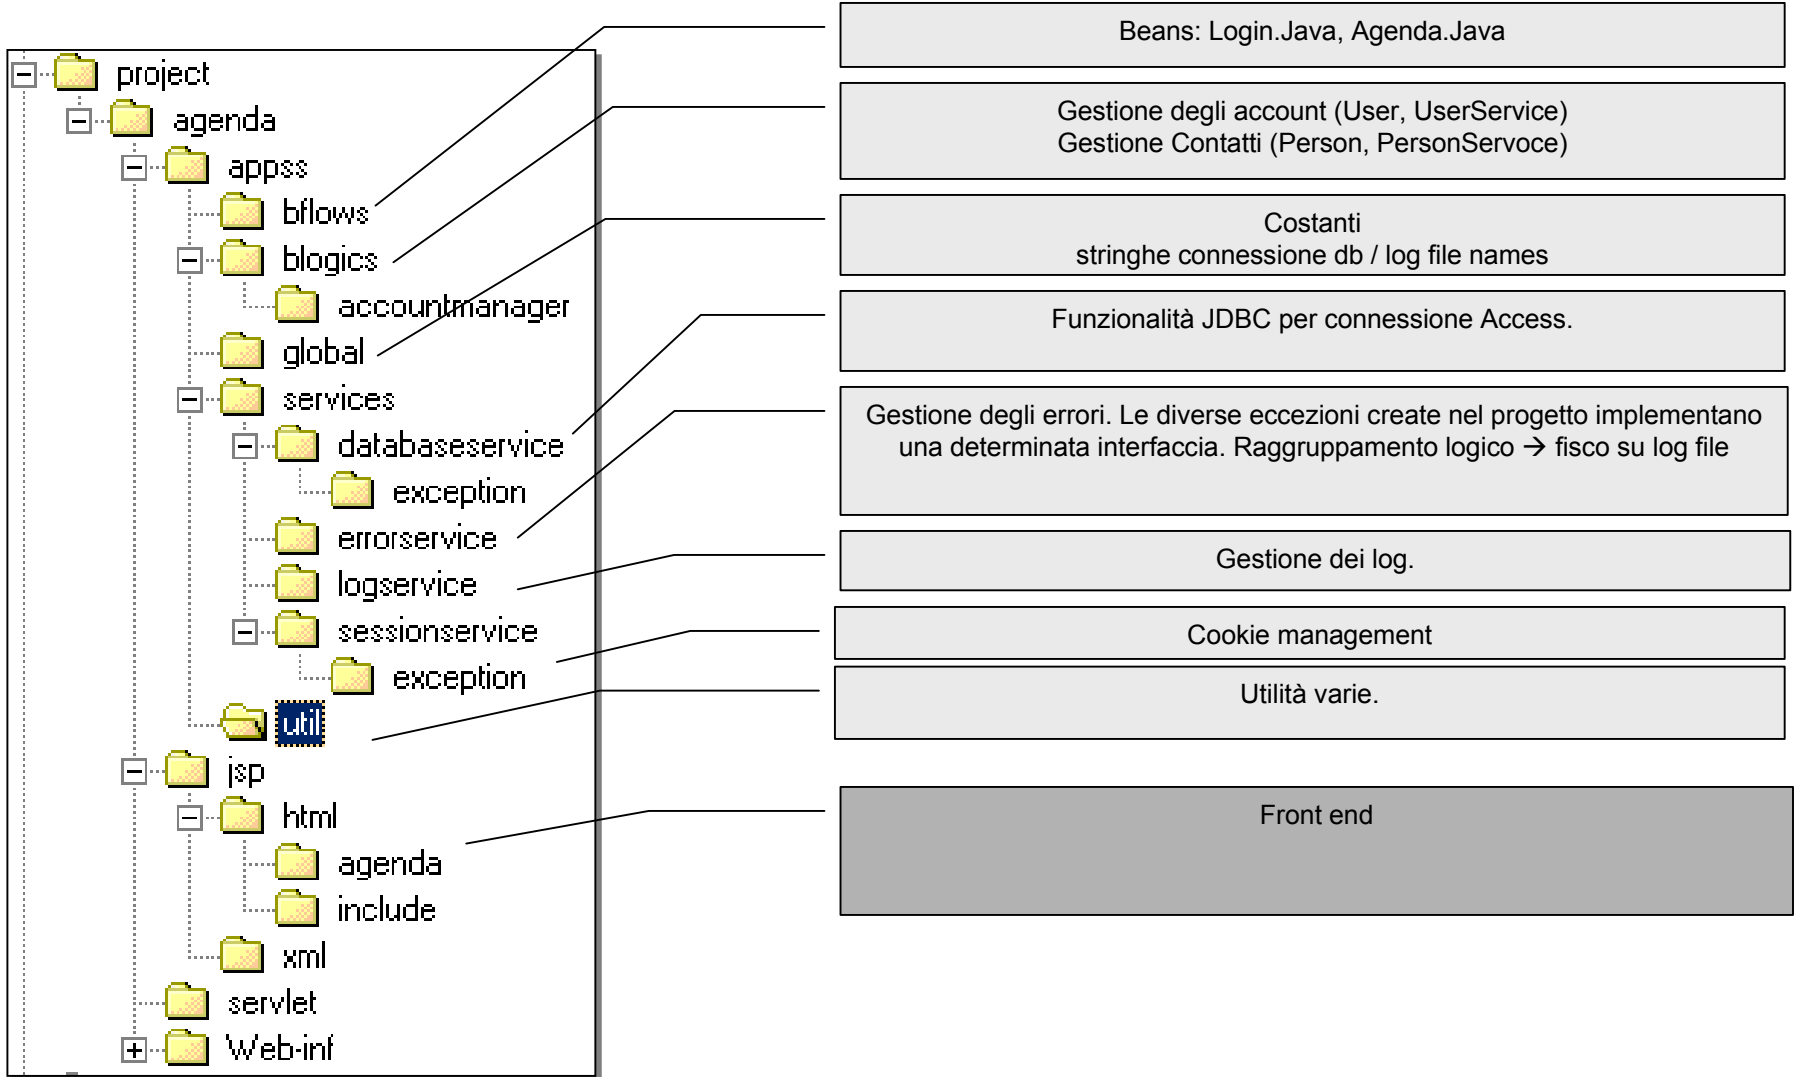 project
agenda
appss
bflows
blogics
accountmanager
global
services
databaseservice
exception
errorservice
logservice
sessionservice
exception
util
jsp
html
agenda
include
xml
servlet
Web-inf
Beans: Login.Java, Agenda.Java
Gestione degli account (User, UserService)
Gestione Contatti (Person, PersonServoce)
Costanti
stringhe connessione db / log file names
Funzionalità JDBC per connessione Access.
Gestione degli errori. Le diverse eccezioni create nel progetto implementano
una determinata interfaccia. Raggruppamento logico → fisco su log file
Gestione dei log.
Cookie management
Utilità varie.
Front end